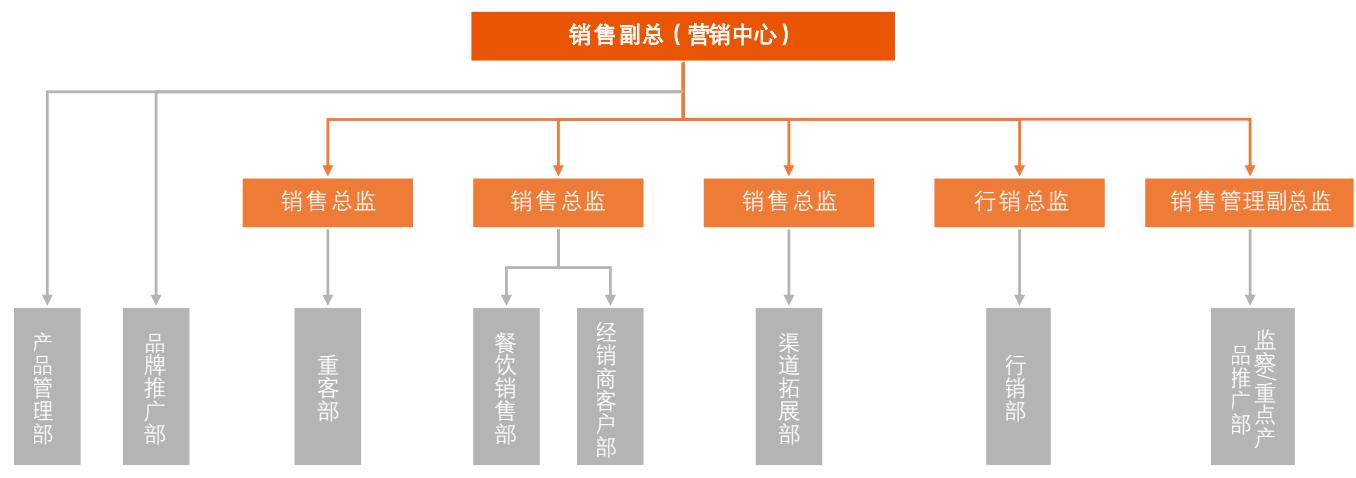 销售副总（营销中心）
销售总监
销售总监
销售总监
行销总监
销售管理副总监
产品管理部
品牌推广部
重客部
餐饮销售部
经销商客户部
渠道拓展部
行销部
监察/重点产
品推广部